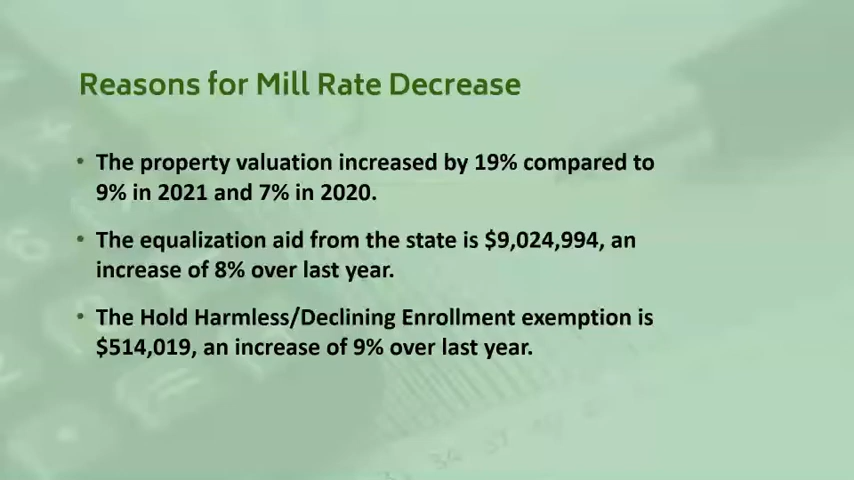 Reasons for Mill Rate Decrease
• The property valuation increased by 19% compared to
9% in 2021 and 7% in 2020.
• The equalization aid from the state is $9,024,994, an
increase of 8% over last year.
• The Hold Harmless/Declining Enrollment exemption is
$514,019, an increase of 9% over last year.